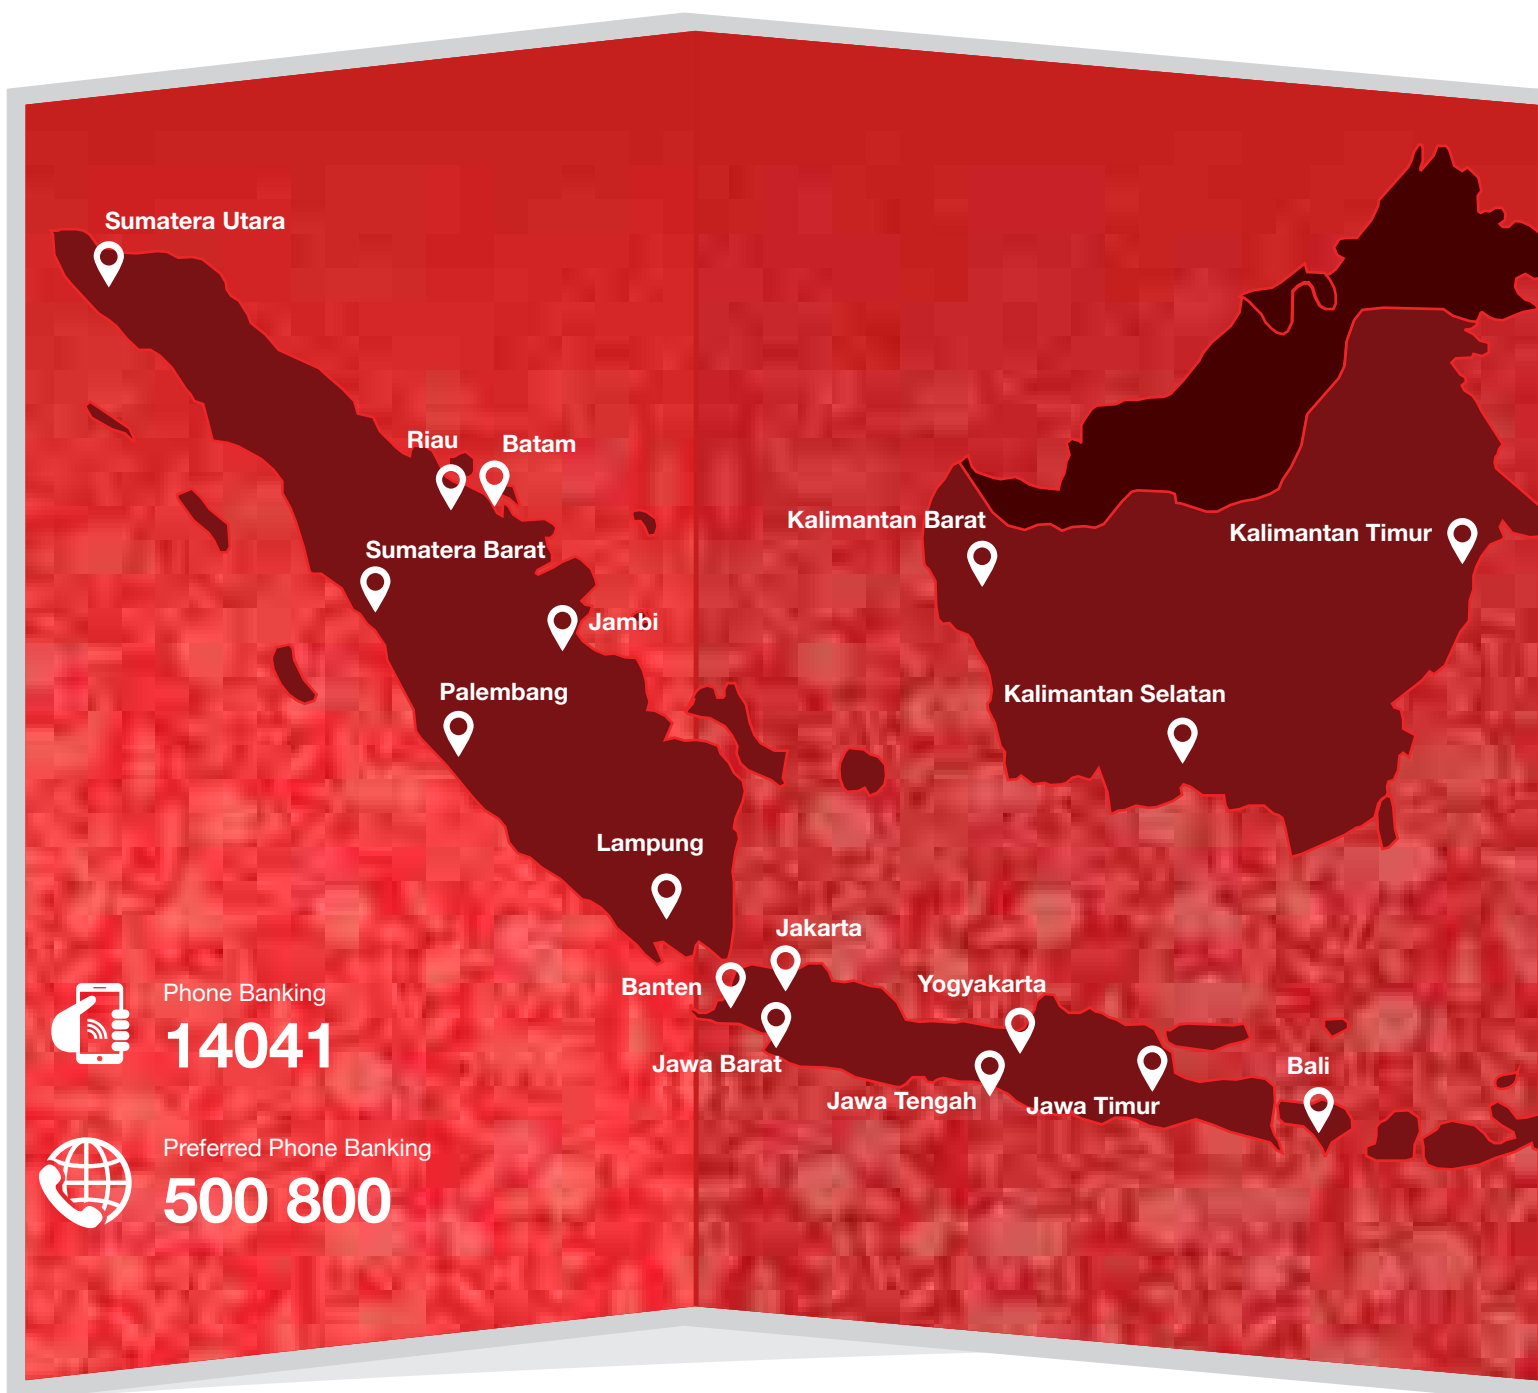 Sumatera Utara
Riau
Batam
Sumatera Barat
Jambi
Palembang
Lampung
Kalimantan Barat
Kalimantan Timur
Kalimantan Selatan
Jakarta
Banten
Yogyakarta
Jawa Barat
Jawa Tengah
Jawa Timur
Bali
Phone Banking
14041
Preferred Phone Banking
500 800